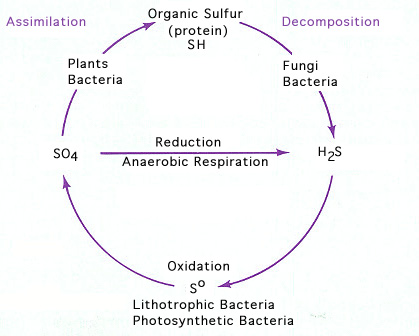 Assimilation
Organic Sulfur
(protein)
SH
Decomposition
Plants
Bacteria
Fungi
Bacteria
SO4
Reduction
Anaerobic Respiration
H2S
Oxidation
S⁰
Lithotrophic Bacteria
Photosynthetic Bacteria